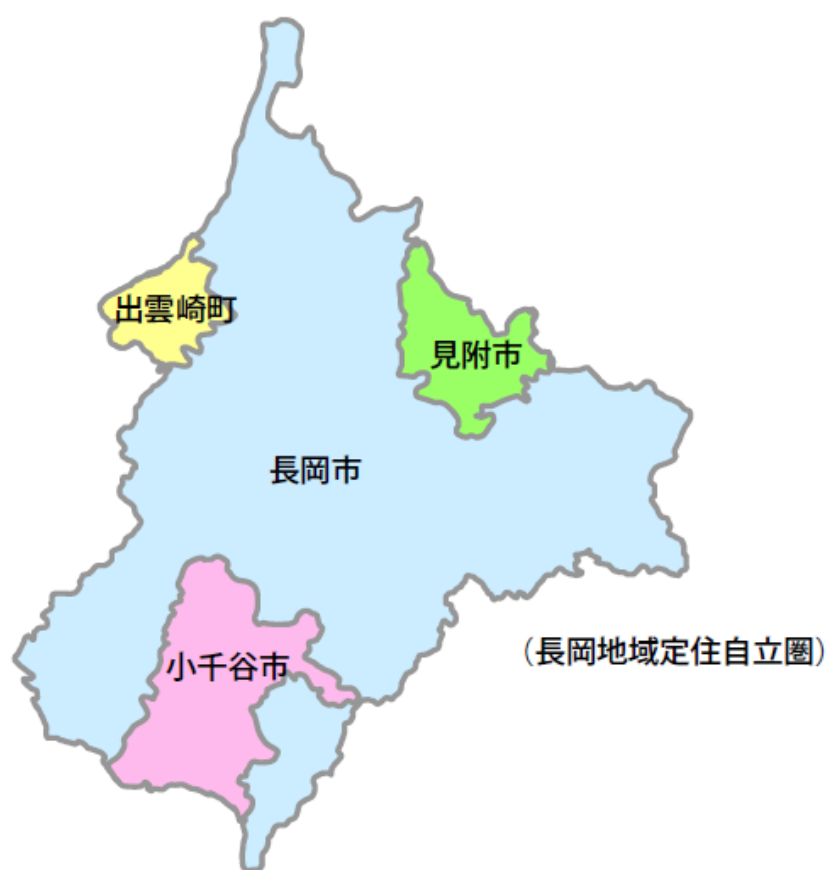 出雲崎町
見附市
長岡市
小千谷市
（長岡地域定住自立圏）